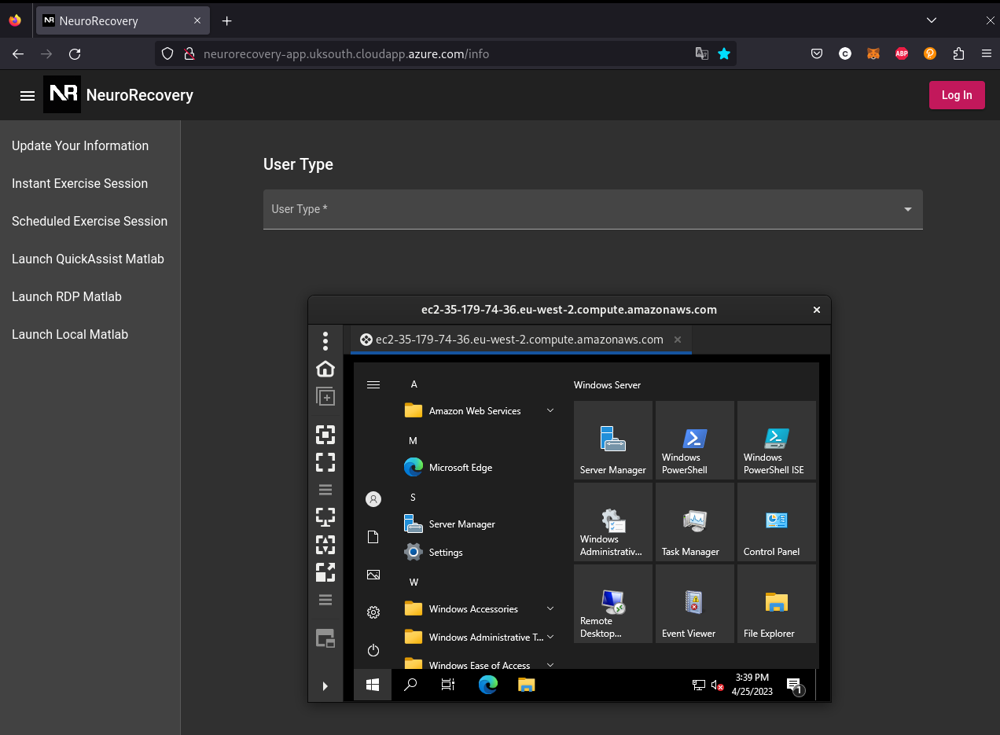 NR NeuroRecovery
neurorecovery-app.uksouth.cloudapp.azure.com/info
C
ABP
NR NeuroRecovery
Log In
Update Your Information
Instant Exercise Session
Scheduled Exercise Session
Launch QuickAssist Matlab
Launch RDP Matlab
Launch Local Matlab
User Type
User Type *
ec2-35-179-74-36.eu-west-2.compute.amazonaws.com
ec2-35-179-74-36.eu-west-2.compute.amazonaws.com
A
Amazon Web Services
M
Microsoft Edge
S
Server Manager
Settings
W
Windows Accessories
Windows Administrative T...
Windows Ease of Access
Windows Server
Server Manager
Windows
PowerShell
Windows
PowerShell ISE
Windows
Administrativ...
Task Manager
Control Panel
Remote
Desktop...
Event Viewer
File Explorer
3:39 PM
4/25/2023
1